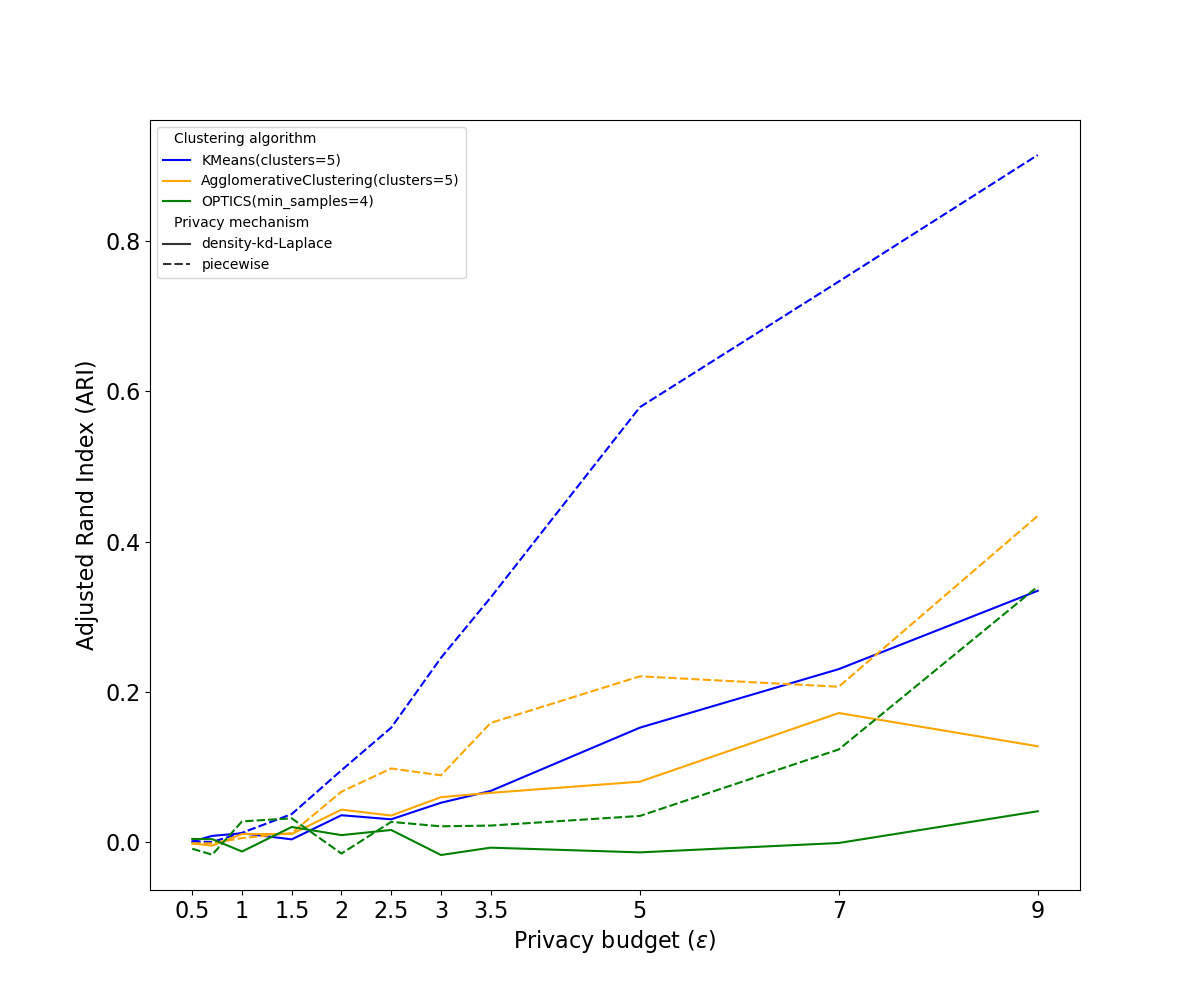 Clustering algorithm
KMeans(clusters=5)
AgglomerativeClustering(clusters=5)
OPTICS(min_samples=4)
Privacy mechanism
density-kd-Laplace
piecewise
Adjusted Rand Index (ARI)
0.8
0.6
0.4
0.2
0.0
0.5 1 1.5 2 2.5 3 3.5 5 7 9
Privacy budget (ε)